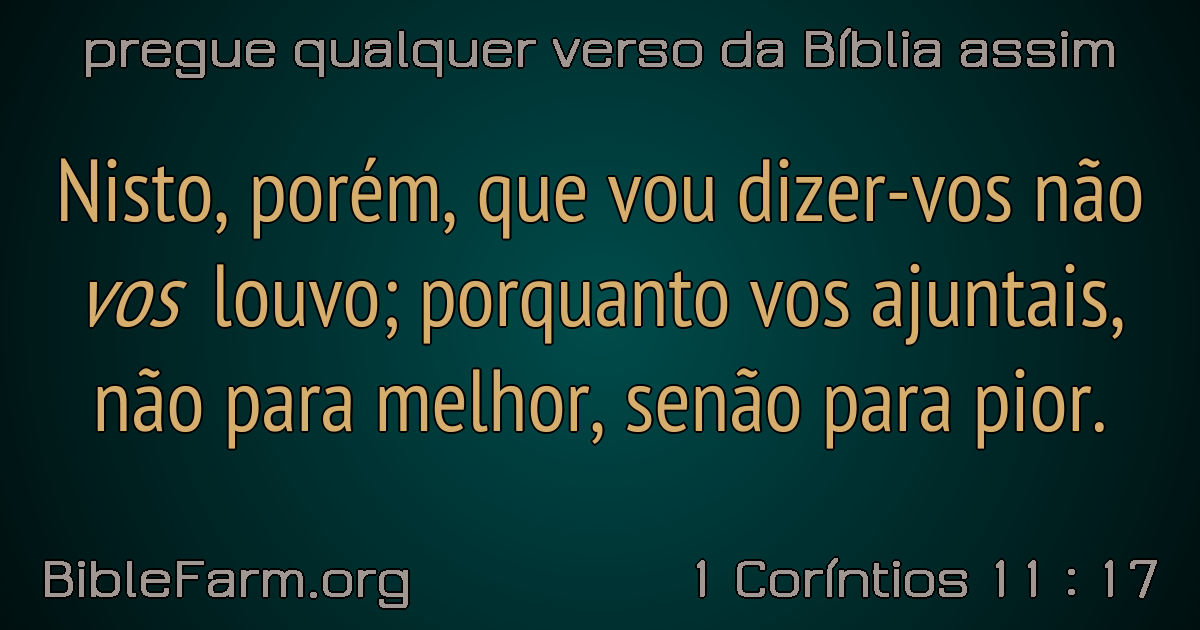 pregue qualquer verso da Bíblia assim
Nisto, porém, que vou dizer-vos não
vos louvo; porquanto vos ajuntais,
não para melhor, senão para pior.
BibleFarm.org
1 Coríntios 11 : 17